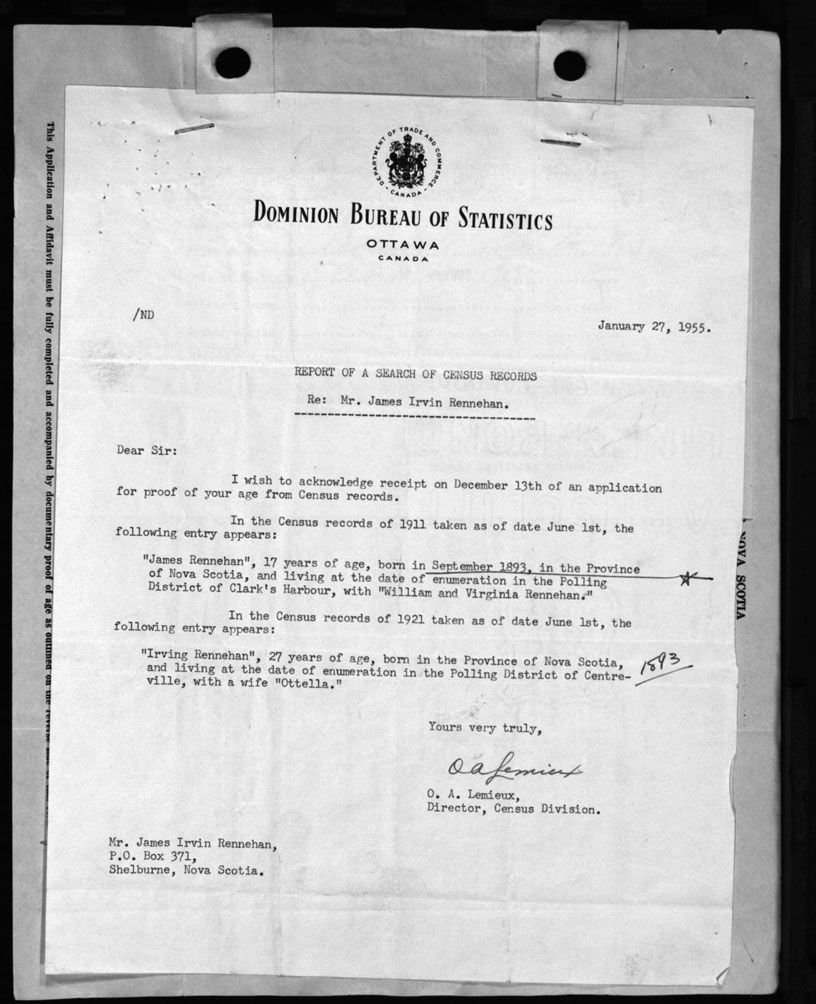 DEPARTMENT OF TRADE AND COMMERCE
CANADA
DOMINION BUREAU OF STATISTICS
OTTAWA
CANADA
/ND
January 27, 1955.
REPORT OF A SEARCH OF CENSUS RECORDS
Re: Mr. James Irvin Rennehan.
Dear Sir:
I wish to acknowledge receipt on December 13th of an application
for proof of your age from Census records.
In the Census records of 1911 taken as of date June 1st, the
following entry appears:
"James Rennehan", 17 years of age, born in September 1893, in the Province
of Nova Scotia, and living at the date of enumeration in the Polling
District of Clark's Harbour, with "William and Virginia Rennehan."
In the Census records of 1921 taken as of date June 1st, the
following entry appears:
"Irving Rennehan", 27 years of age, born in the Province of Nova Scotia,
and living at the date of enumeration in the Polling District of Centre-
ville, with a wife "Ottella."
1893
Yours very truly,
O A Lemieux
O. A. Lemieux,
Director, Census Division.
Mr. James Irvin Rennehan,
P.O. Box 371,
Shelburne, Nova Scotia.
This Application and Affidavit must be fully completed and accompanied by documentary proof of age as outlined on the reverse
NOVA SCOTIA